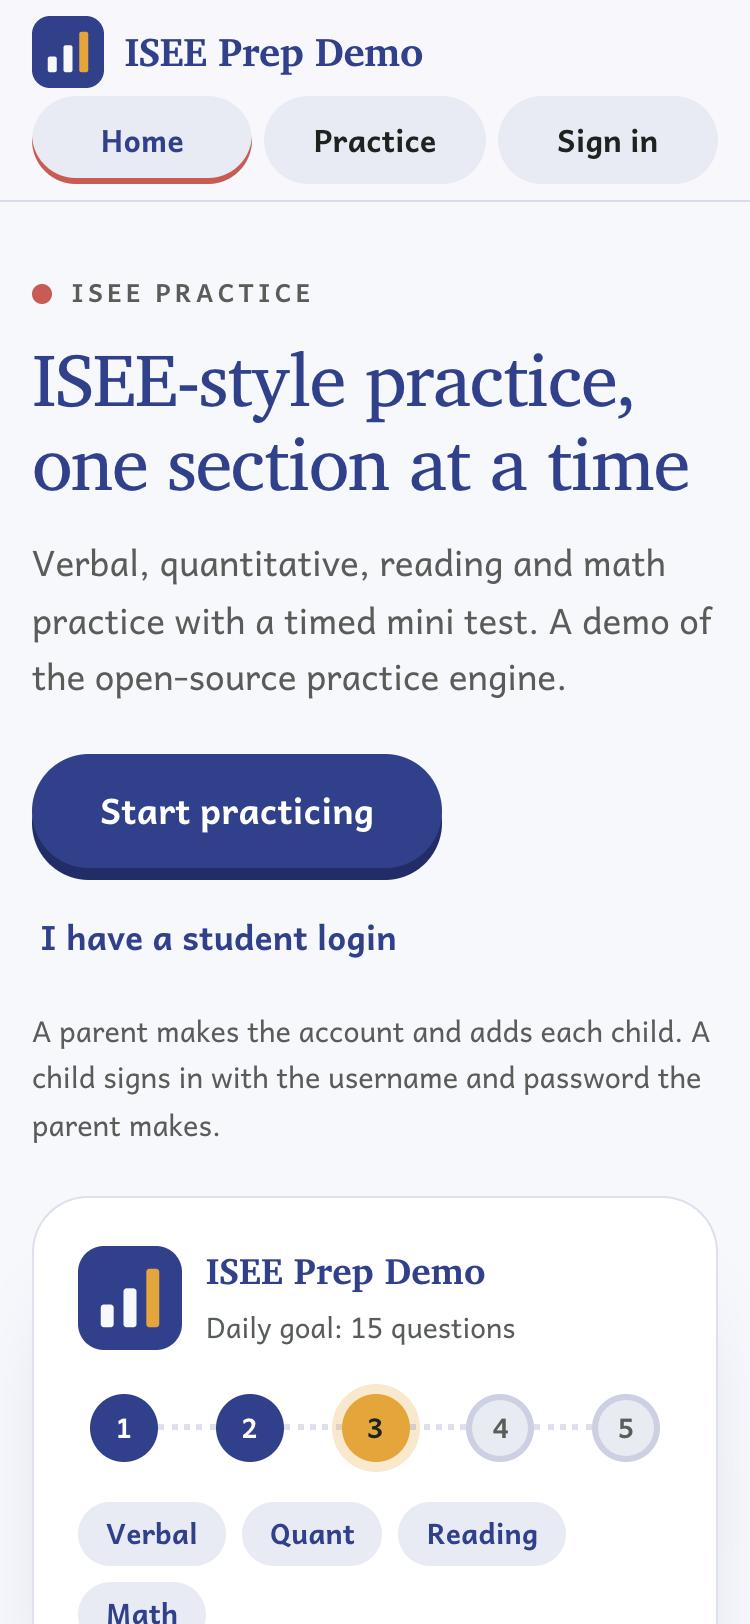 ISEE Prep Demo
Home
Practice
Sign in
ISEE PRACTICE
ISEE-style practice,
one section at a time
Verbal, quantitative, reading and math
practice with a timed mini test. A demo of
the open-source practice engine.
Start practicing
I have a student login
A parent makes the account and adds each child. A
child signs in with the username and password the
parent makes.
ISEE Prep Demo
Daily goal: 15 questions
1 2 3 4 5
Verbal
Quant
Reading
Math